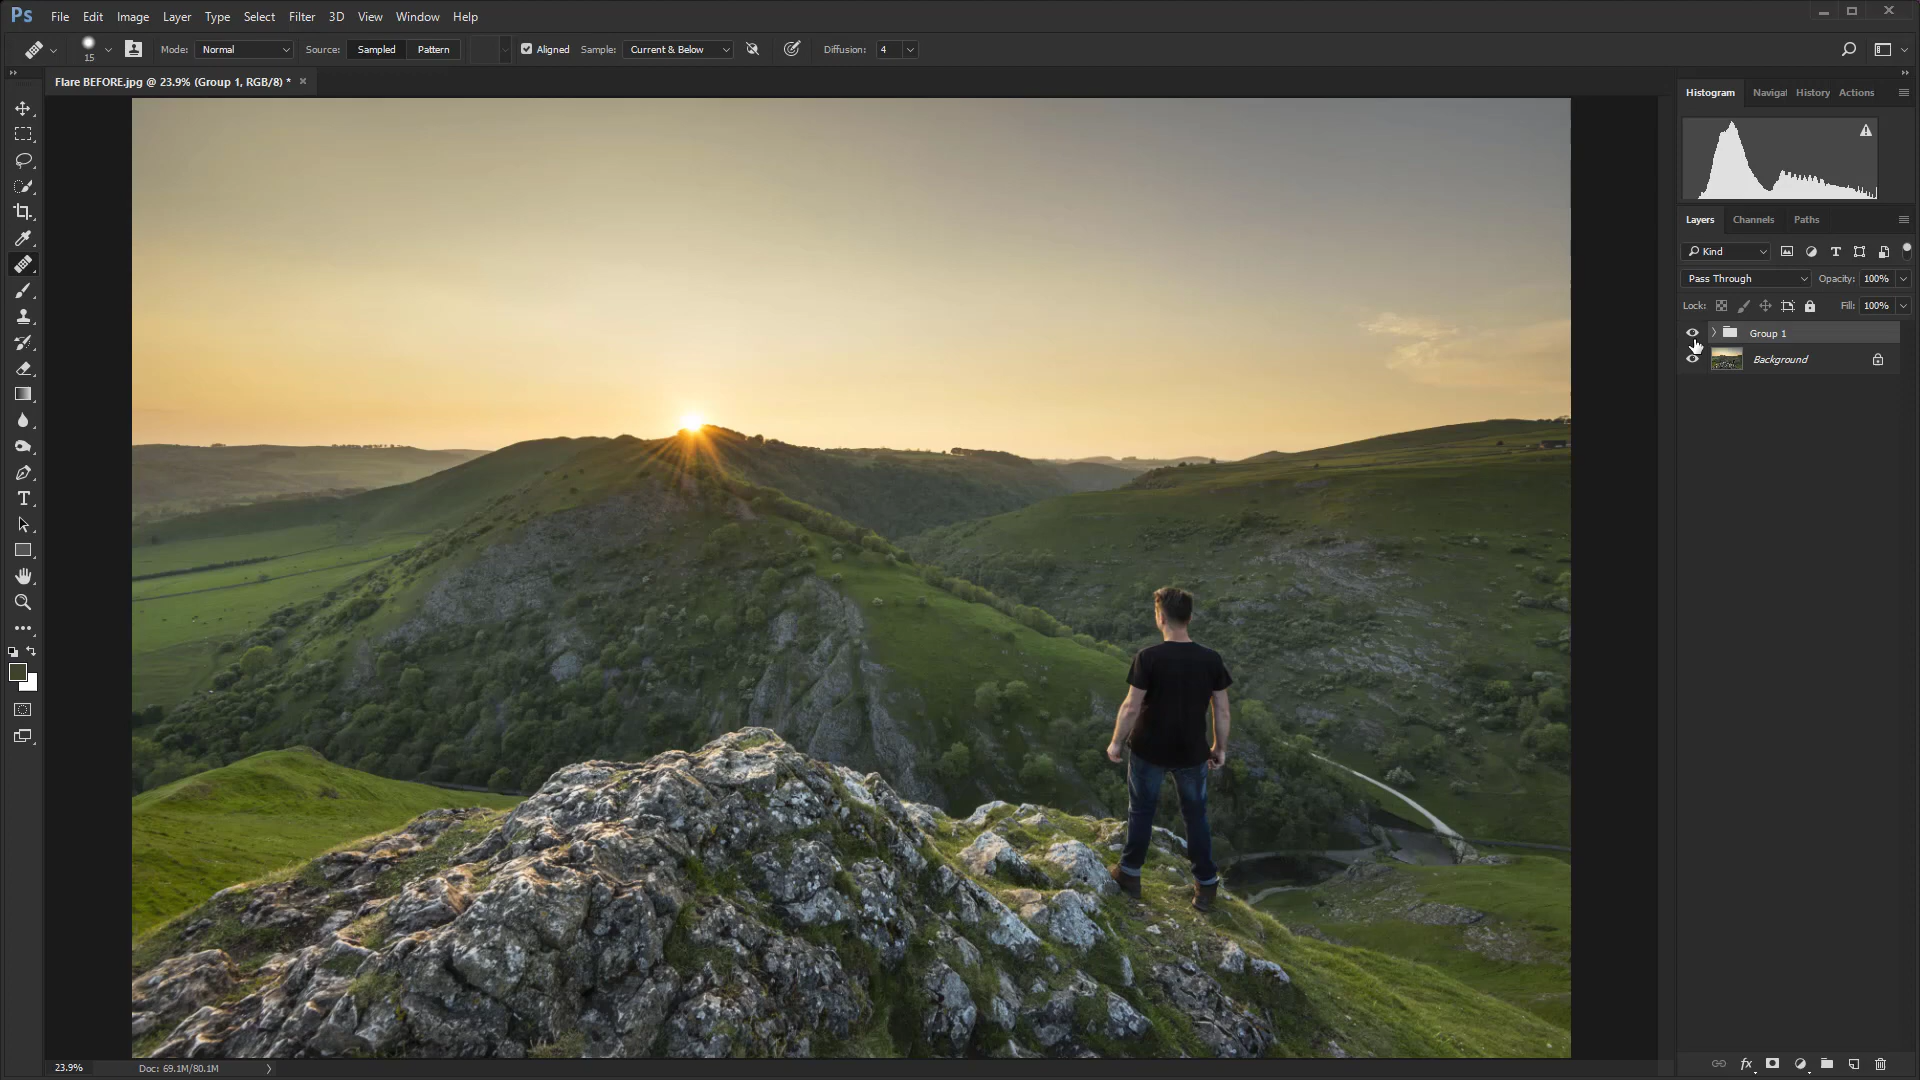 Ps File Edit Image Layer Type Select Filter 3D View Window Help
15 Mode: Normal Source: Sampled Pattern Aligned Sample: Current & Below Diffusion: 4
Flare BEFORE.jpg @ 23.9% (Group 1, RGB/8) *
Histogram Navigat History Actions
Layers Channels Paths
Kind
Pass Through Opacity: 100%
Lock: Fill: 100%
Group 1
Background
fx
23.9% Doc: 69.1M/80.1M